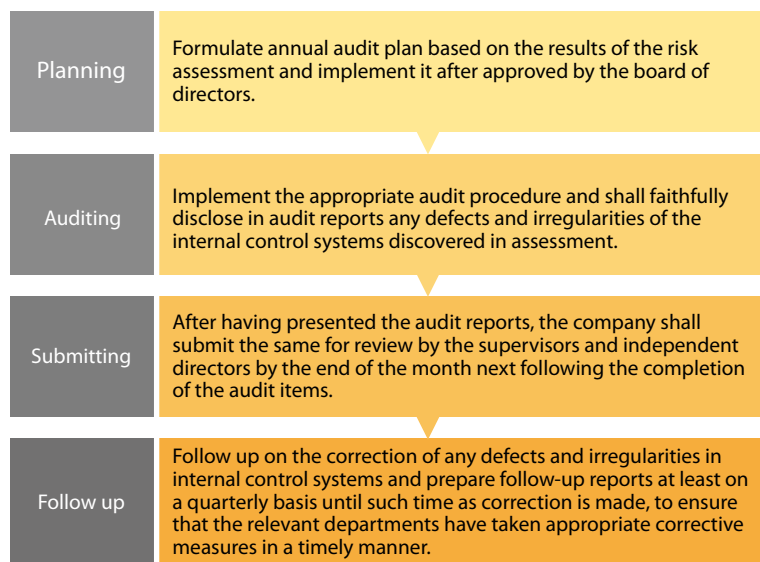 Planning
Formulate annual audit plan based on the results of the risk
assessment and implement it after approved by the board of
directors.
Auditing
Implement the appropriate audit procedure and shall faithfully
disclose in audit reports any defects and irregularities of the
internal control systems discovered in assessment.
Submitting
After having presented the audit reports, the company shall
submit the same for review by the supervisors and independent
directors by the end of the month next following the completion
of the audit items.
Follow up
Follow up on the correction of any defects and irregularities in
internal control systems and prepare follow-up reports at least on
a quarterly basis until such time as correction is made, to ensure
that the relevant departments have taken appropriate corrective
measures in a timely manner.